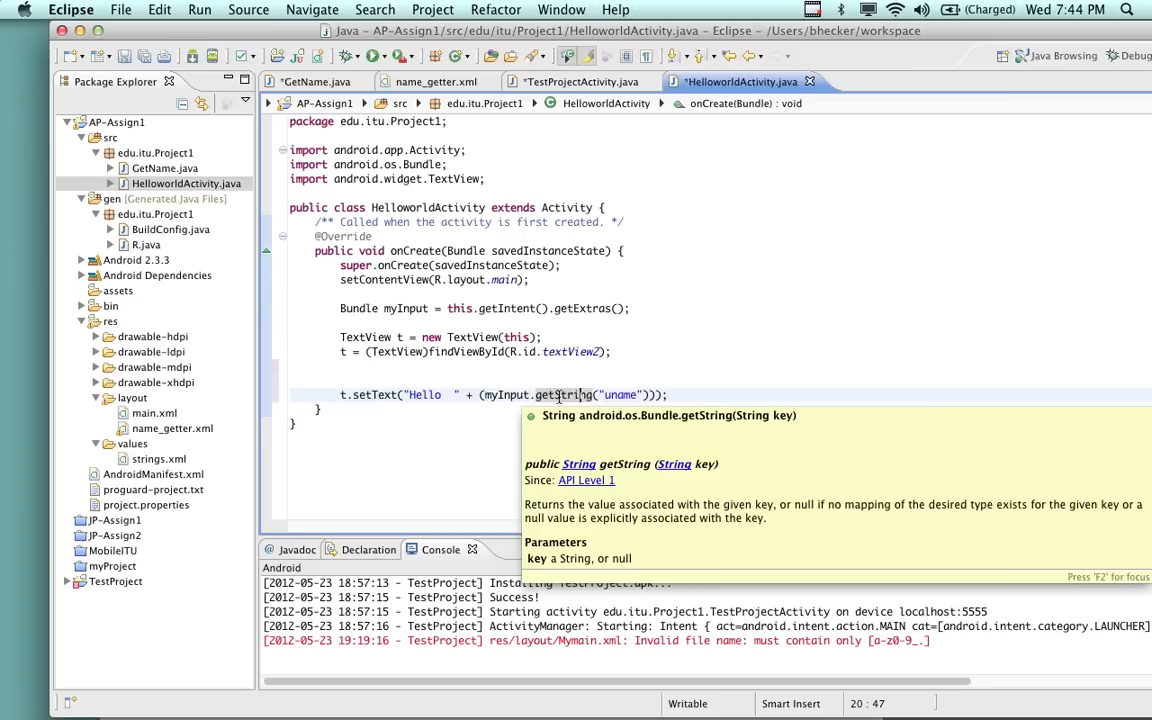 Eclipse File Edit Run Source Navigate Search Project Refactor Window Help (Charged) Wed 7:44 PM
Java – AP-Assign1/src/edu/itu/Project1/HelloworldActivity.java – Eclipse – /Users/bhecker/workspace
Java Browsing Debug
Package Explorer *GetName.java name_getter.xml *TestProjectActivity.java *HelloworldActivity.java
AP-Assign1 src edu.itu.Project1 HelloworldActivity onCreate(Bundle) : void
AP-Assign1
src
edu.itu.Project1
GetName.java
HelloworldActivity.java
gen [Generated Java Files]
edu.itu.Project1
BuildConfig.java
R.java
Android 2.3.3
Android Dependencies
assets
bin
res
drawable-hdpi
drawable-ldpi
drawable-mdpi
drawable-xhdpi
layout
main.xml
name_getter.xml
values
strings.xml
AndroidManifest.xml
proguard-project.txt
project.properties
JP-Assign1
JP-Assign2
MobileITU
myProject
TestProject
package edu.itu.Project1;
import android.app.Activity;
import android.os.Bundle;
import android.widget.TextView;
public class HelloworldActivity extends Activity {
/** Called when the activity is first created. */
@Override
public void onCreate(Bundle savedInstanceState) {
super.onCreate(savedInstanceState);
setContentView(R.layout.main);
Bundle myInput = this.getIntent().getExtras();
TextView t = new TextView(this);
t = (TextView)findViewById(R.id.textView2);
t.setText("Hello  " + (myInput.getString("uname")));
}
}
String android.os.Bundle.getString(String key)
public String getString (String key)
Since: API Level 1
Returns the value associated with the given key, or null if no mapping of the desired type exists for the given key or a
null value is explicitly associated with the key.
Parameters
key a String, or null
Press 'F2' for focus
Javadoc Declaration Console
Android
[2012-05-23 18:57:13 - TestProject] Installing TestProject.apk...
[2012-05-23 18:57:15 - TestProject] Success!
[2012-05-23 18:57:15 - TestProject] Starting activity edu.itu.Project1.TestProjectActivity on device localhost:5555
[2012-05-23 18:57:16 - TestProject] ActivityManager: Starting: Intent { act=android.intent.action.MAIN cat=[android.intent.category.LAUNCHER]
[2012-05-23 19:19:16 - TestProject] res/layout/Mymain.xml: Invalid file name: must contain only [a-z0-9_.]
Writable Smart Insert 20 : 47